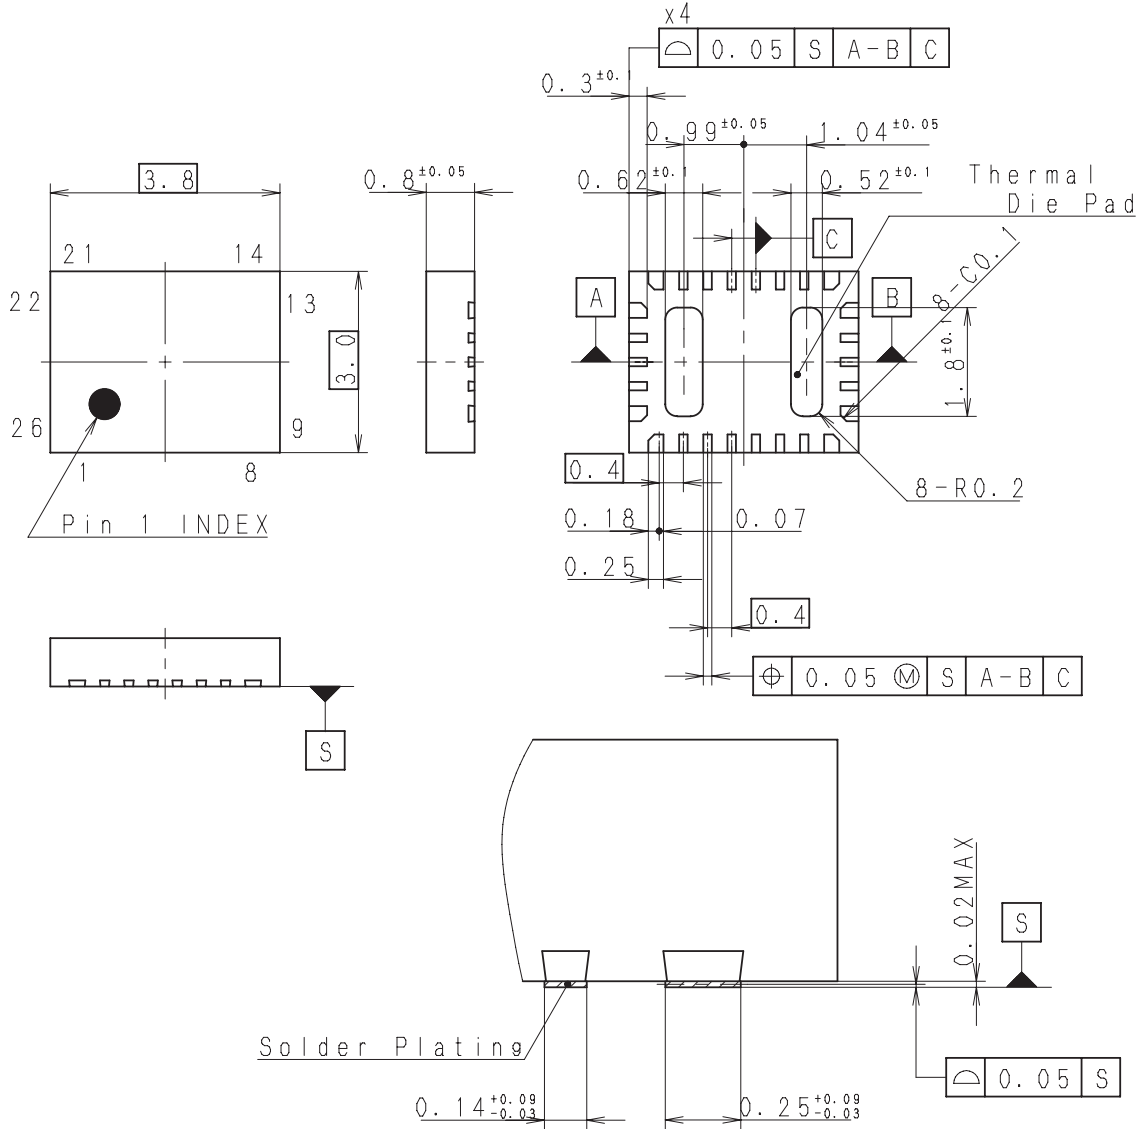 x4
0.05 S A-B C
0.3±0.1
0.99±0.05
1.04±0.05
3.8
0.8±0.05
0.62±0.1
0.52±0.1
Thermal
Die Pad
C
21
14
22
13
A
B
8-C0.1
3.0
1.8±0.1
26
9
1
8
0.4
8-R0.2
Pin 1 INDEX
0.18
0.07
0.25
0.4
0.05 Ⓜ S A-B C
S
0.02MAX
S
Solder Plating
0.05 S
0.14+0.09-0.03
0.25+0.09-0.03